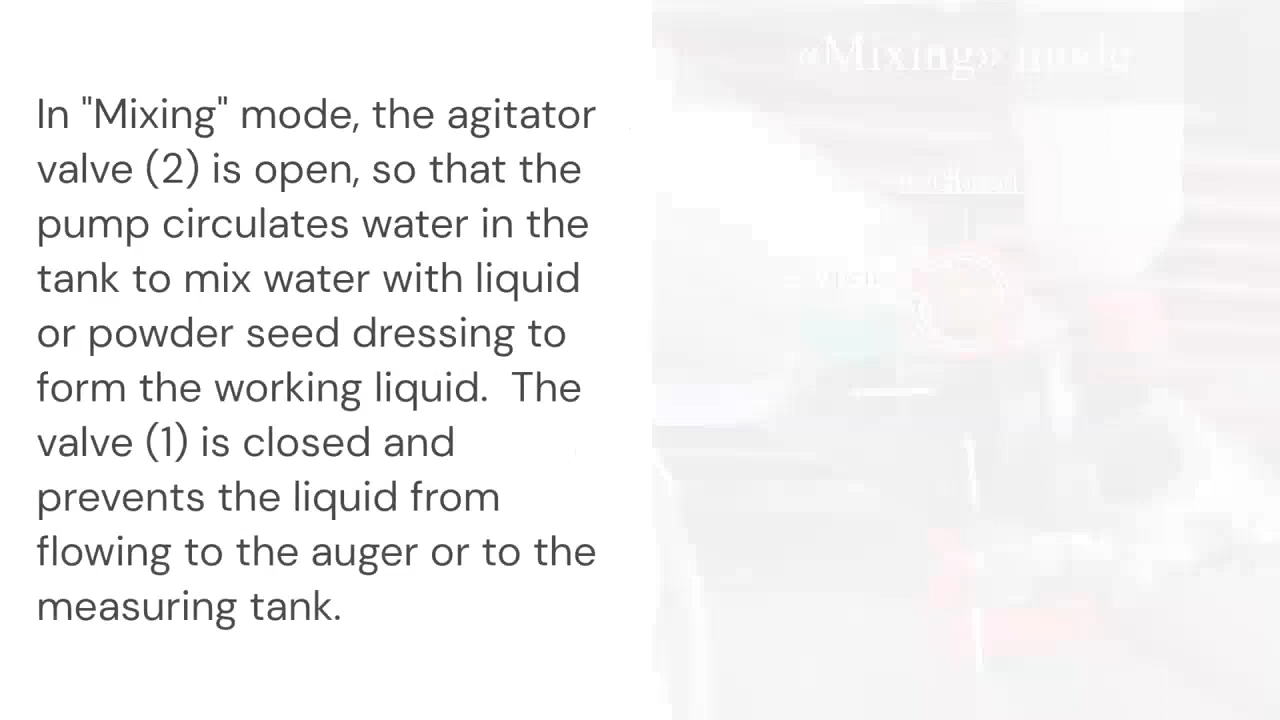 In "Mixing" mode, the agitator
valve (2) is open, so that the
pump circulates water in the
tank to mix water with liquid
or powder seed dressing to
form the working liquid.  The
valve (1) is closed and
prevents the liquid from
flowing to the auger or to the
measuring tank.
«Mixing» mode